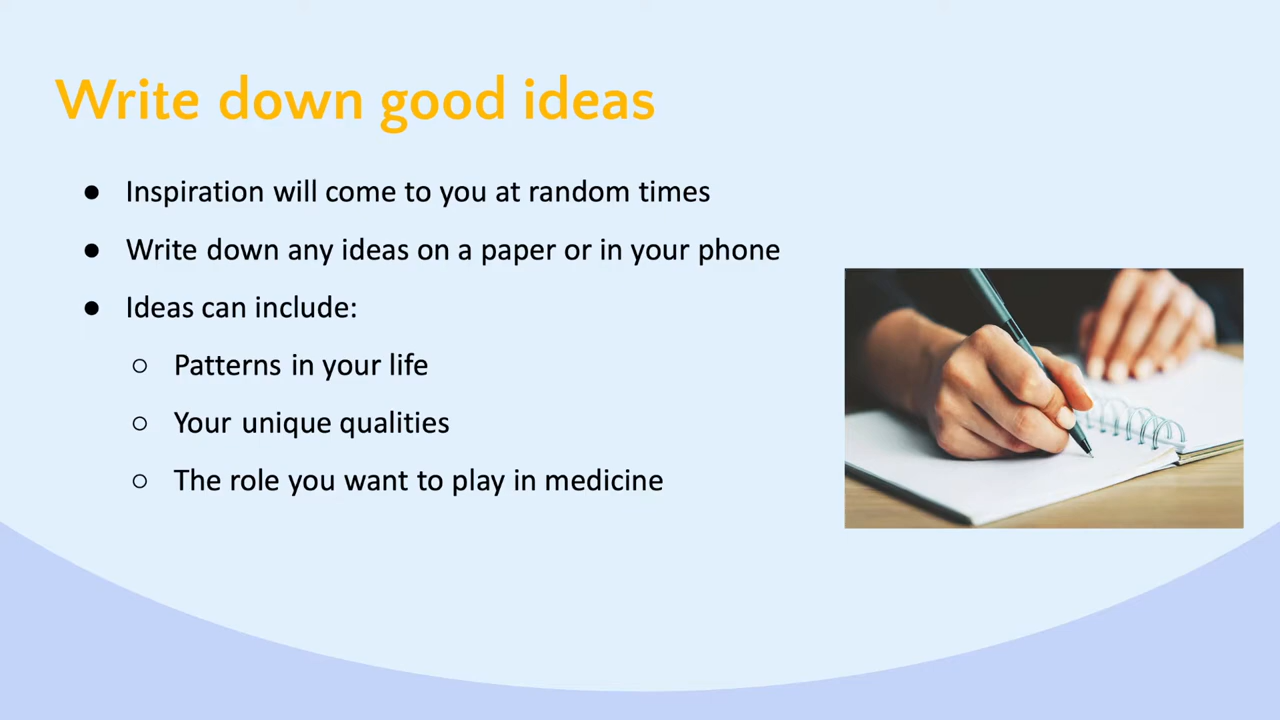 Write down good ideas
● Inspiration will come to you at random times
● Write down any ideas on a paper or in your phone
● Ideas can include:
○ Patterns in your life
○ Your unique qualities
○ The role you want to play in medicine